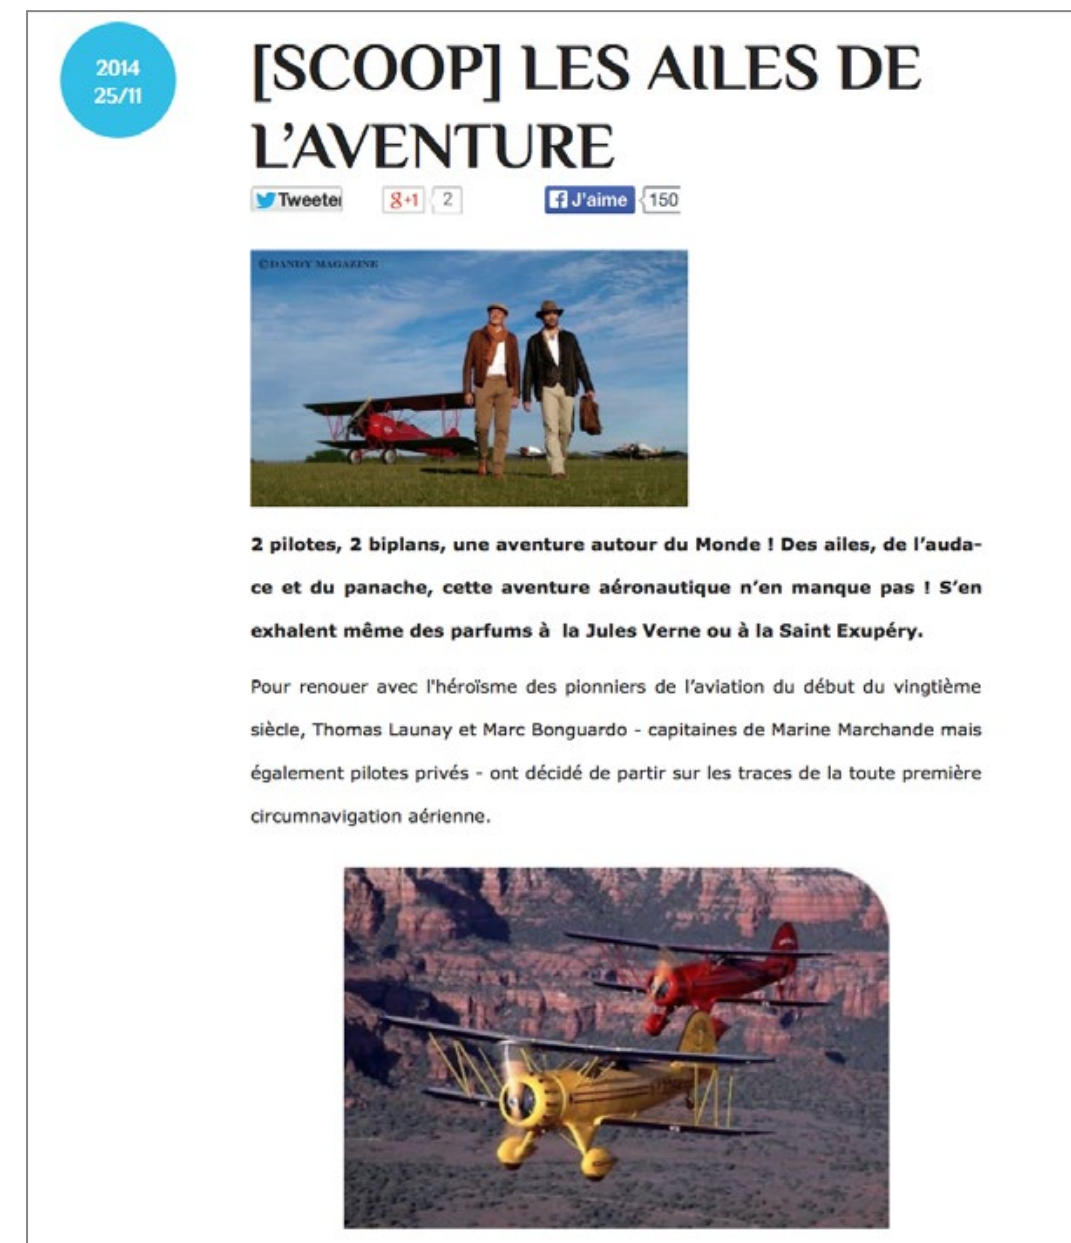 2014
25/11
[SCOOP] LES AILES DE
L’AVENTURE
Tweeter
g+1 2
J'aime 150
©DANDY MAGAZINE
2 pilotes, 2 biplans, une aventure autour du Monde ! Des ailes, de l’auda-
ce et du panache, cette aventure aéronautique n’en manque pas ! S’en
exhalent même des parfums à la Jules Verne ou à la Saint Exupéry.
Pour renouer avec l'héroïsme des pionniers de l’aviation du début du vingtième
siècle, Thomas Launay et Marc Bonguardo - capitaines de Marine Marchande mais
également pilotes privés - ont décidé de partir sur les traces de la toute première
circumnavigation aérienne.